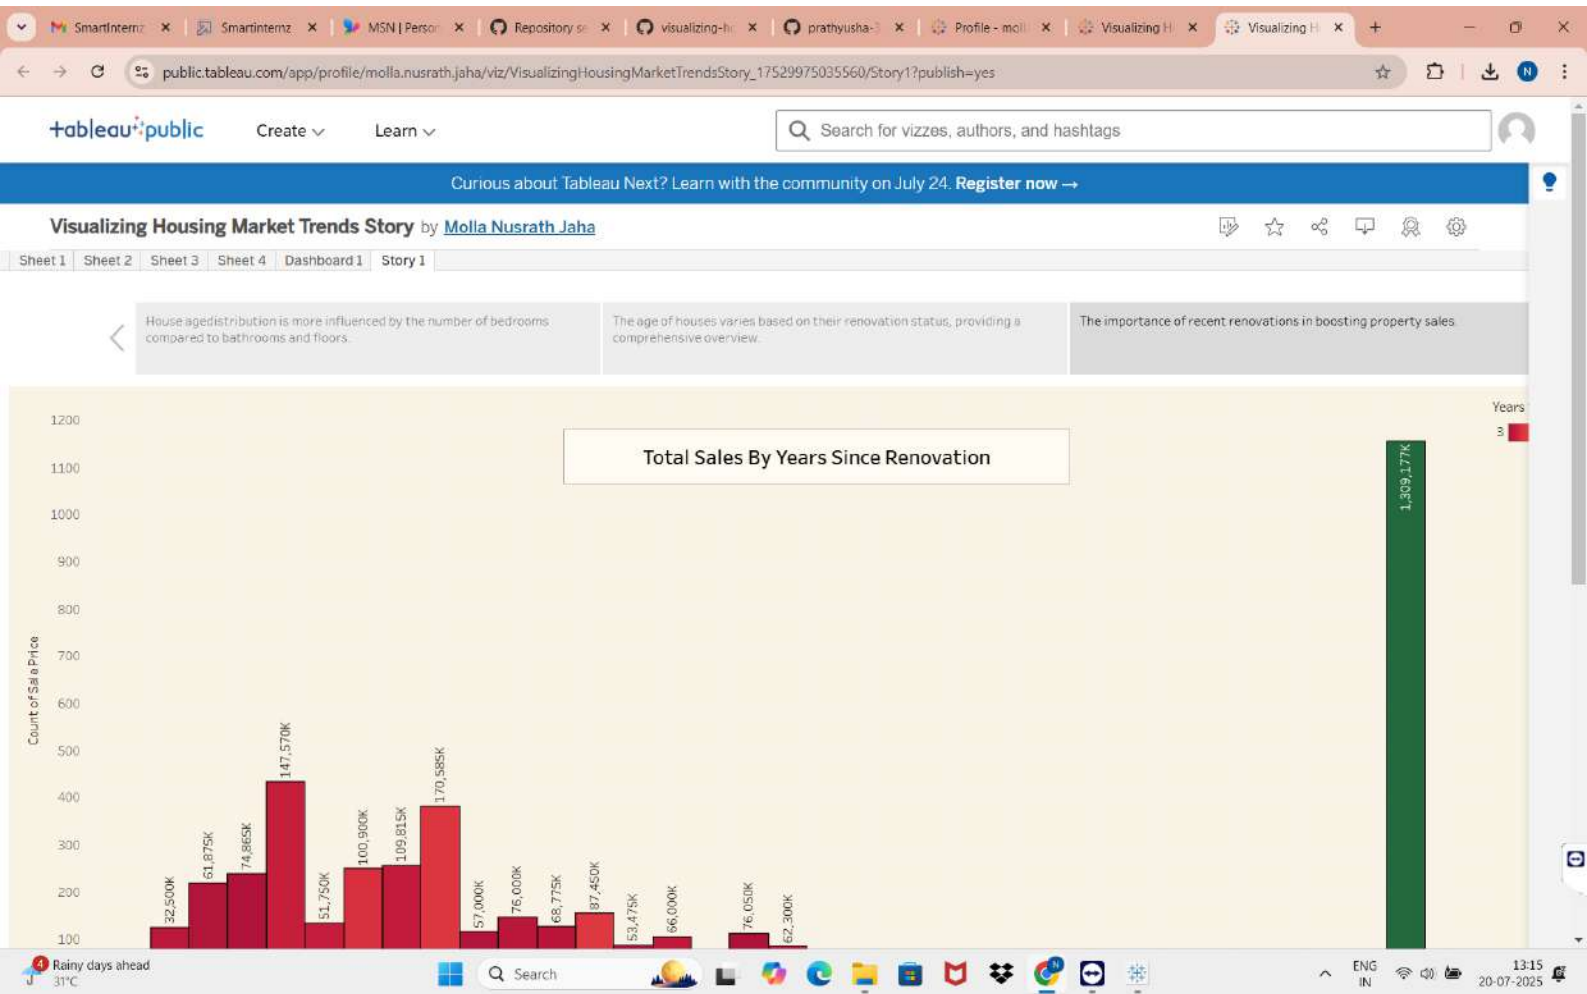 Smartinternz
Smartinternz
MSN | Person
Repository se
visualizing-ho
prathyusha-
Profile - moll
Visualizing H
Visualizing H
public.tableau.com/app/profile/molla.nusrath.jaha/viz/VisualizingHousingMarketTrendsStory_17529975035560/Story1?publish=yes
N
+ableau public
Create
Learn
Search for vizzes, authors, and hashtags
Curious about Tableau Next? Learn with the community on July 24. Register now →
Visualizing Housing Market Trends Story by Molla Nusrath Jaha
Sheet 1 Sheet 2 Sheet 3 Sheet 4 Dashboard 1 Story 1
House agedistribution is more influenced by the number of bedrooms
compared to bathrooms and floors.
The age of houses varies based on their renovation status, providing a
comprehensive overview.
The importance of recent renovations in boosting property sales.
Years
3
Total Sales By Years Since Renovation
1200
1100
1000
900
800
700
600
500
400
300
200
100
Count of Sal a Price
32,500K
61,875K
74,865K
147,570K
51,750K
100,900K
109,815K
170,585K
57,000K
76,000K
68,775K
87,450K
53,475K
66,000K
76,050K
62,300K
1,309,177K
4
Rainy days ahead
31°C
Search
N
ENG
IN
13:15
20-07-2025